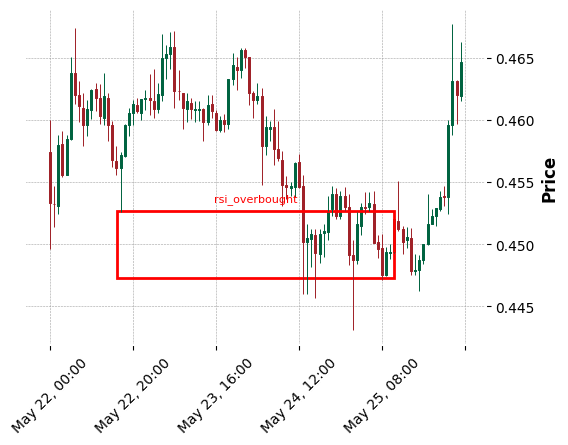 0.465
0.460
0.455
0.450
0.445
Price
rsi_overbought
May 22, 00:00
May 22, 20:00
May 23, 16:00
May 24, 12:00
May 25, 08:00